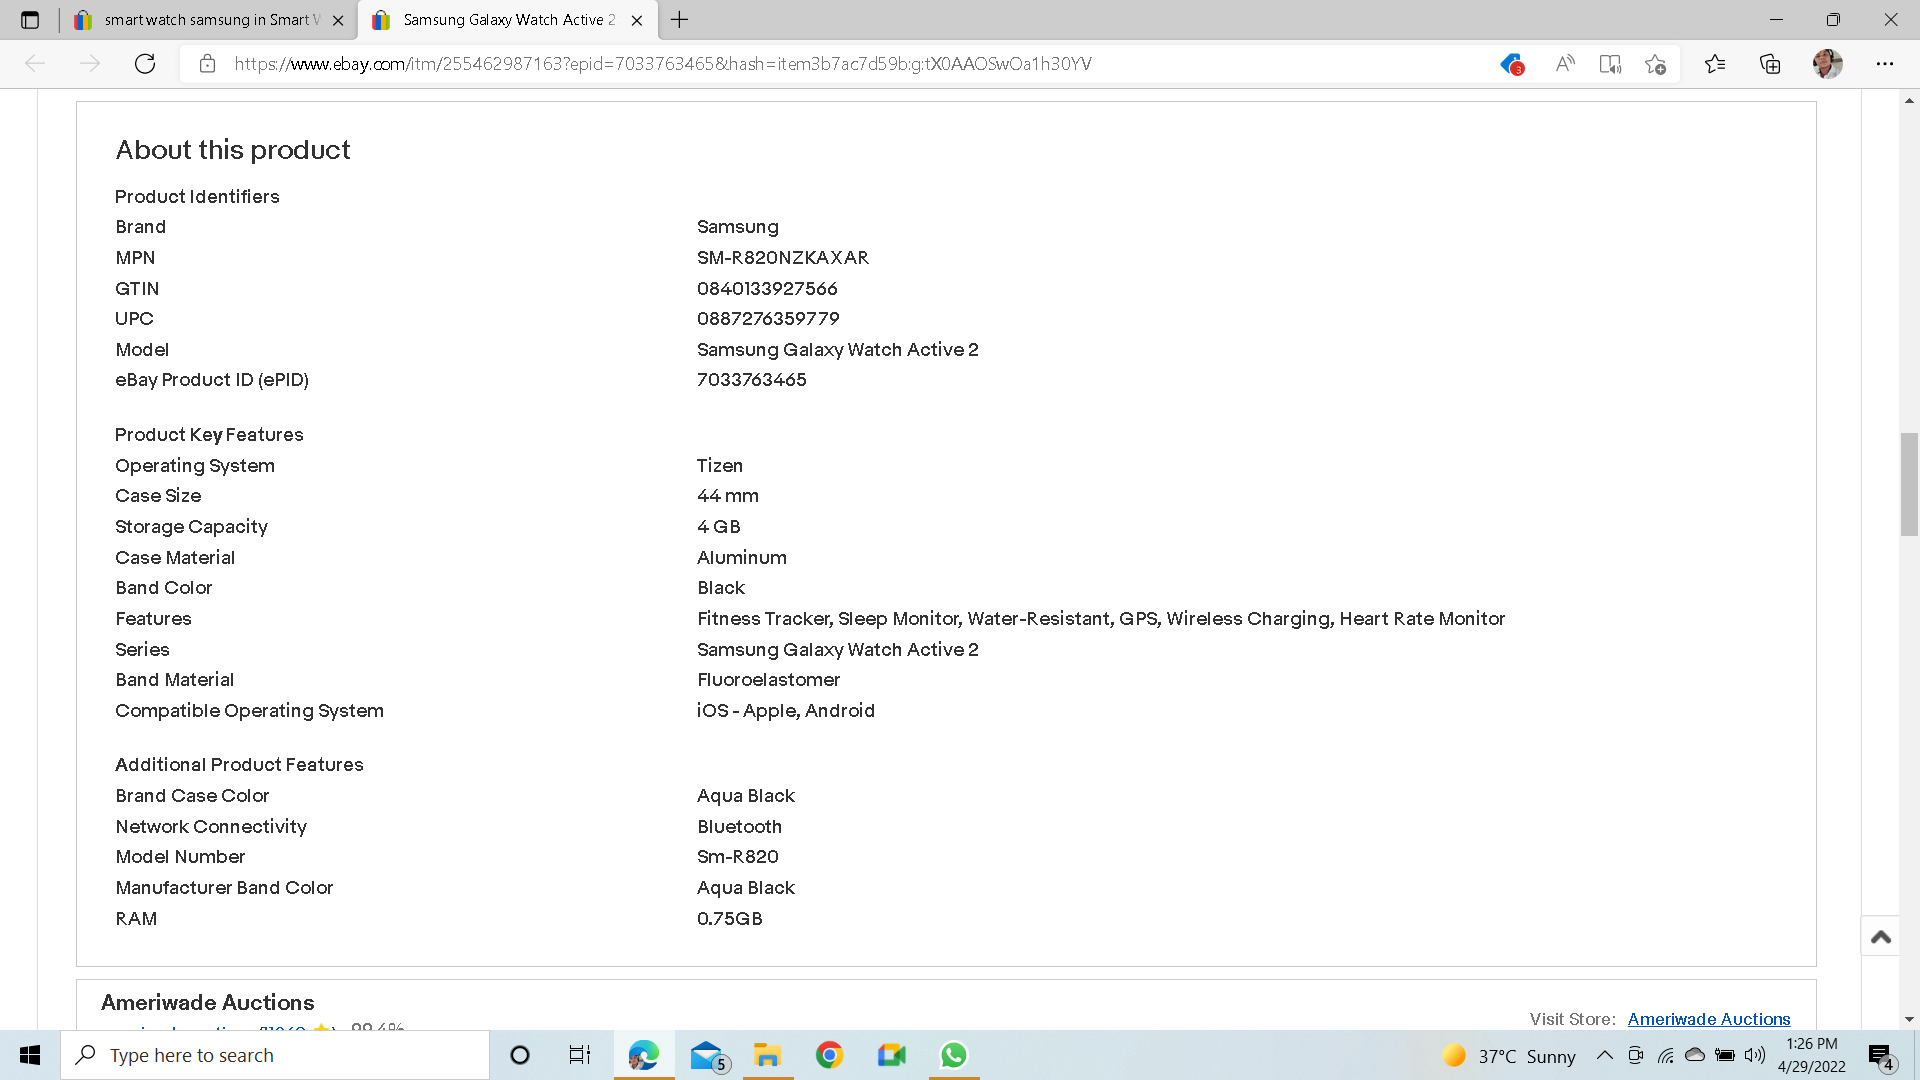 smart watch samsung in Smart W
Samsung Galaxy Watch Active 2
https://www.ebay.com/itm/255462987163?epid=7033763465&hash=item3b7ac7d59b:g:tX0AAOSwOa1h30YV
3
About this product
Product Identifiers
Brand Samsung
MPN SM-R820NZKAXAR
GTIN 0840133927566
UPC 0887276359779
Model Samsung Galaxy Watch Active 2
eBay Product ID (ePID) 7033763465
Product Key Features
Operating System Tizen
Case Size 44 mm
Storage Capacity 4 GB
Case Material Aluminum
Band Color Black
Features Fitness Tracker, Sleep Monitor, Water-Resistant, GPS, Wireless Charging, Heart Rate Monitor
Series Samsung Galaxy Watch Active 2
Band Material Fluoroelastomer
Compatible Operating System iOS - Apple, Android
Additional Product Features
Brand Case Color Aqua Black
Network Connectivity Bluetooth
Model Number Sm-R820
Manufacturer Band Color Aqua Black
RAM 0.75GB
Ameriwade Auctions
99.4%
Visit Store: Ameriwade Auctions
Type here to search
5
37°C Sunny
1:26 PM
4/29/2022
4